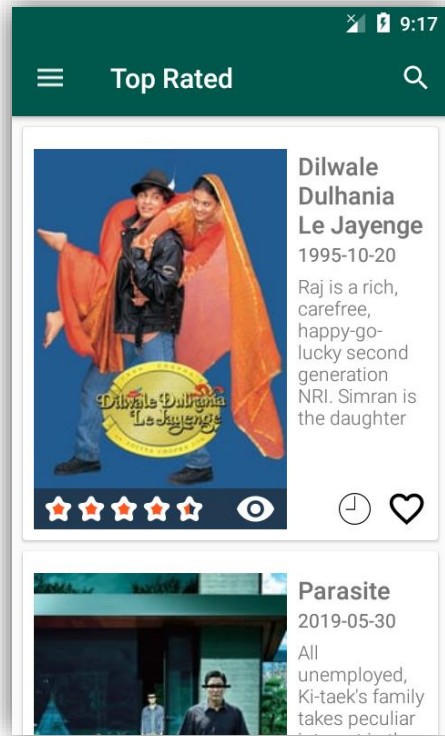 9:17
Top Rated
Dilwale
Dulhania
Le Jayenge
1995-10-20
Raj is a rich,
carefree,
happy-go-
lucky second
generation
NRI. Simran is
the daughter
Dilwale Dulhania
Le Jayenge
Parasite
2019-05-30
All
unemployed,
Ki-taek's family
takes peculiar